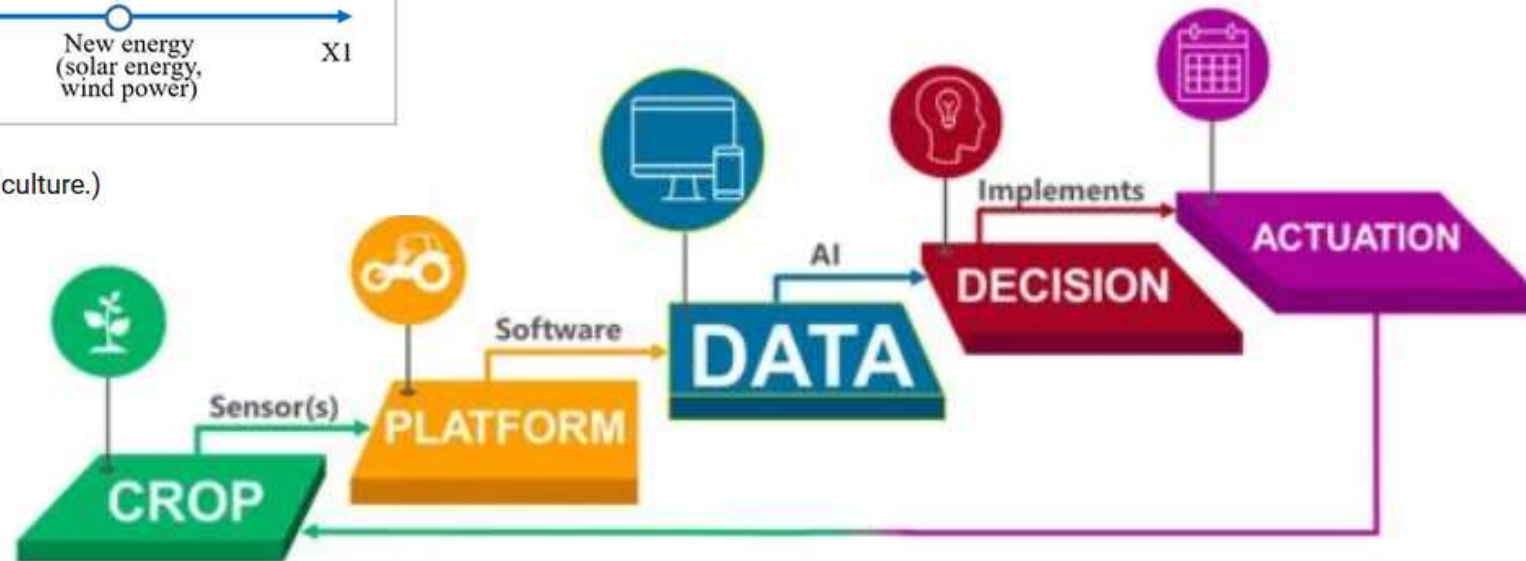 New energy
(solar energy,
wind power)
X1
culture.)
Implements
ACTUATION
AI
DECISION
Software
DATA
Sensor(s)
PLATFORM
CROP